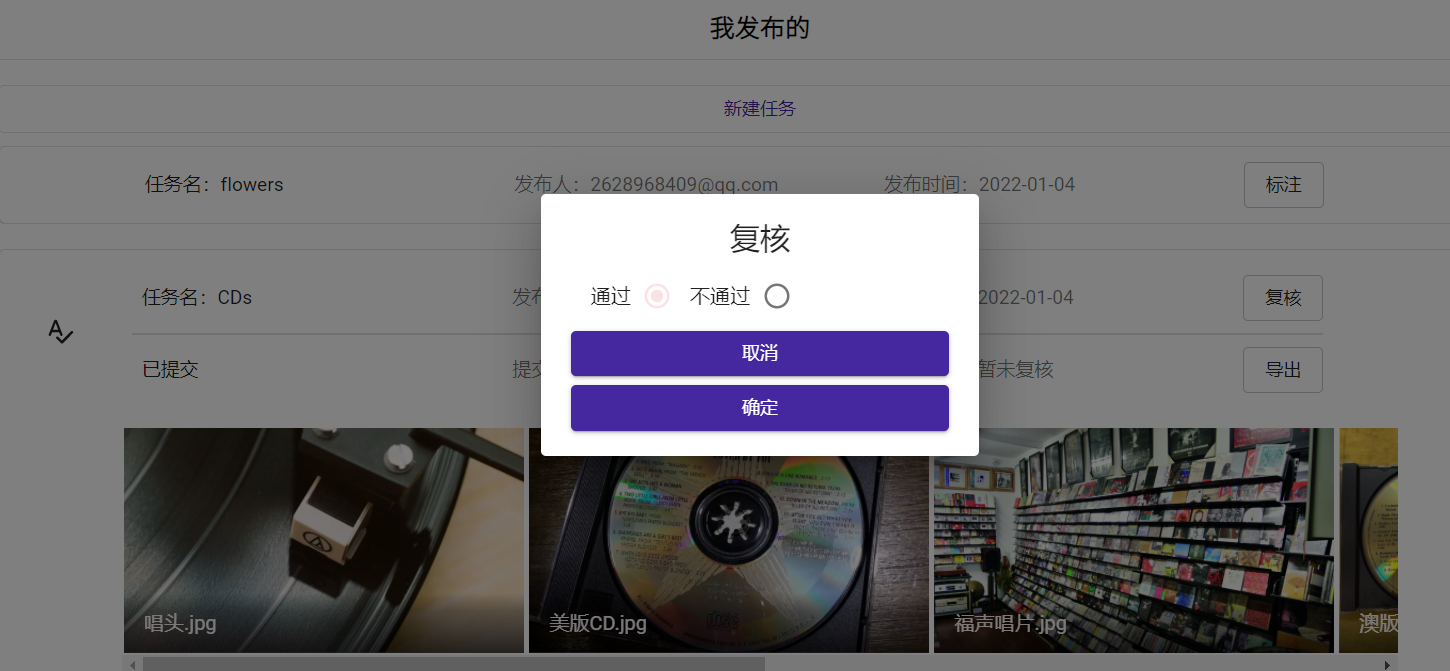 我发布的
新建任务
任务名：flowers 发布人：2628968409@qq.com 发布时间：2022-01-04 标注
复核
任务名：CDs 发布 2022-01-04 复核
通过 不通过
取消
已提交 提交 暂未复核 导出
确定
唱头.jpg 美版CD.jpg 福声唱片.jpg 澳版